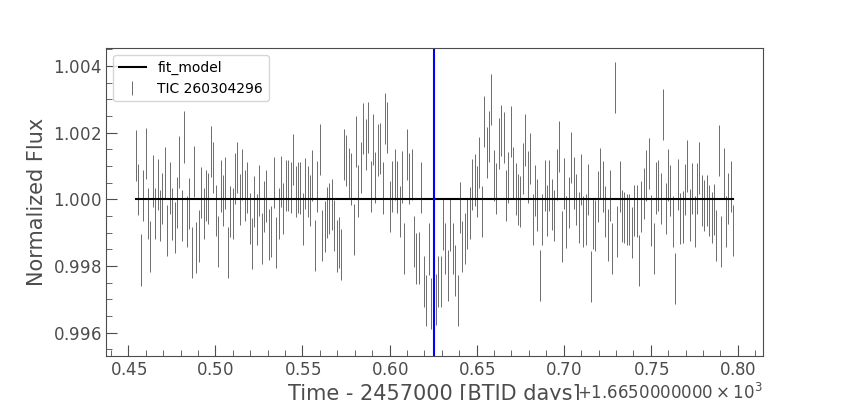 1.004
1.002
1.000
0.998
0.996
Normalized Flux
fit_model
TIC 260304296
0.45 0.50 0.55 0.60 0.65 0.70 0.75 0.80
Time - 2457000 [BTJD days]
+1.6650000000 × 10³